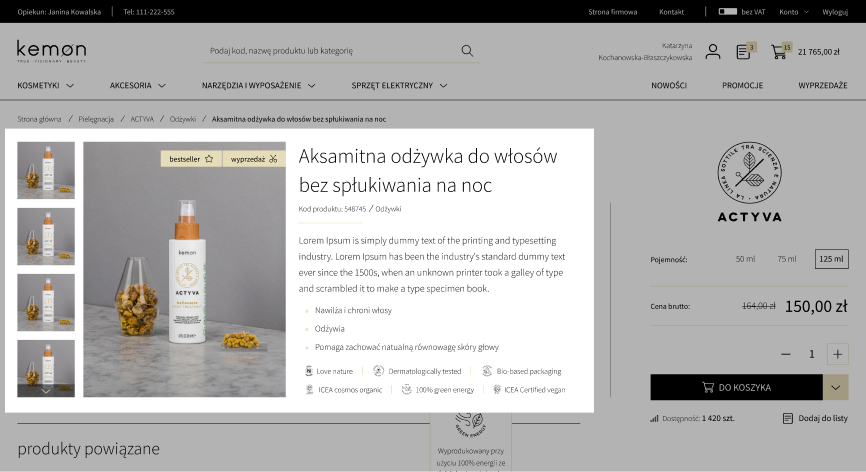 Opiekun: Janina Kowalska
Tel: 111-222-555
Strona firmowa
Kontakt
bez VAT
Konto
Wyloguj
kemon
TRUE VISIONARY BEAUTY
Podaj kod, nazwę produktu lub kategorię
Katarzyna
Kochanowska-Błaszczykowska
3
15
21 765,00 zł
KOSMETYKI
AKCESORIA
NARZĘDZIA I WYPOSAŻENIE
SPRZĘT ELEKTRYCZNY
NOWOŚCI
PROMOCJE
WYPRZEDAŻE
Strona główna / Pielęgnacja / ACTYVA / Odżywki / Aksamitna odżywka do włosów bez spłukiwania na noc
bestseller
wyprzedaż
kemon
ACTYVA
Aksamitna odżywka do włosów
bez spłukiwania na noc
Kod produktu: 548745 / Odżywki
Lorem Ipsum is simply dummy text of the printing and typesetting
industry. Lorem Ipsum has been the industry's standard dummy text
ever since the 1500s, when an unknown printer took a galley of type
and scrambled it to make a type specimen book.
Nawilża i chroni włosy
Odżywia
Pomaga zachować natualną równowagę skóry głowy
Love nature
Dermatologically tested
Bio-based packaging
ICEA cosmos organic
100% green energy
ICEA Certified vegan
LA SOTTILE TRA SCIENZA E NATURA
ACTYVA
Pojemność:
50 ml
75 ml
125 ml
Cena brutto:
164,00 zł
150,00 zł
1
DO KOSZYKA
Dostępność: 1 420 szt.
Dodaj do listy
GREEN ENERGY
Wyprodukowany przy
użyciu 100% energii ze
produkty powiązane